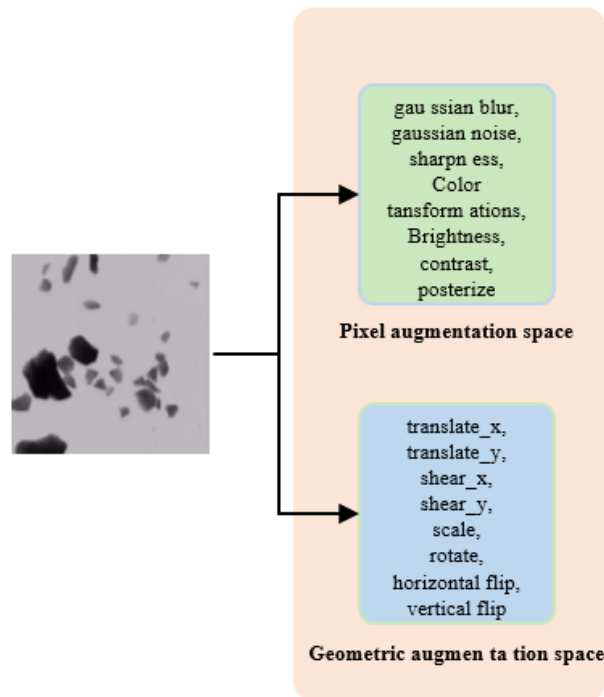 gau ssian blur,
gaussian noise,
sharpn ess,
Color
tansform ations,
Brightness,
contrast,
posterize
Pixel augmentation space
translate_x,
translate_y,
shear_x,
shear_y,
scale,
rotate,
horizontal flip,
vertical flip
Geometric augmen ta tion space